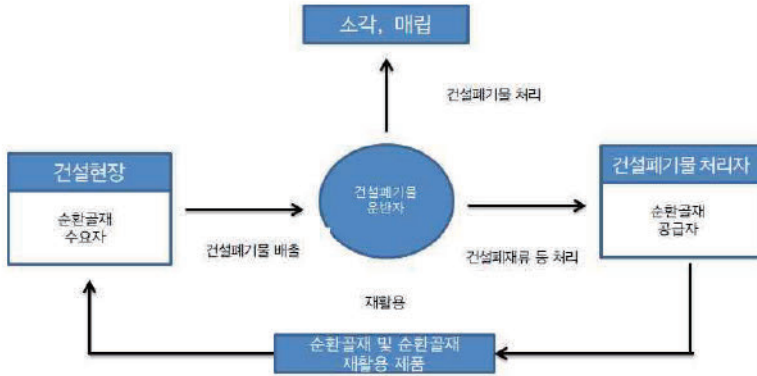 소각, 매립
건설폐기물 처리
건설현장
순환골재
수요자
건설폐기물
운반자
건설폐기물 처리자
순환골재
공급자
건설폐기물 배출
건설폐재류 등 처리
재활용
순환골재 및 순환골재
재활용 제품